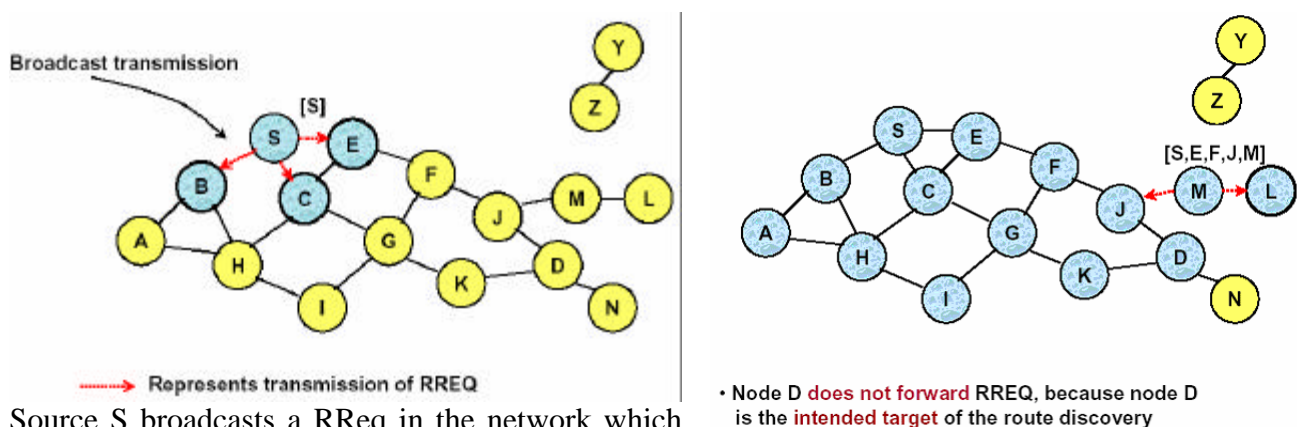 Broadcast transmission
[S]
Y
Z
S
E
B
C
F
M
L
J
A
G
H
D
K
I
N
Represents transmission of RREQ
Source S broadcasts a RReq in the network which
Y
Z
[S,E,F,J,M]
S
E
F
M
L
B
C
J
A
G
H
D
K
I
N
• Node D does not forward RREQ, because node D
is the intended target of the route discovery